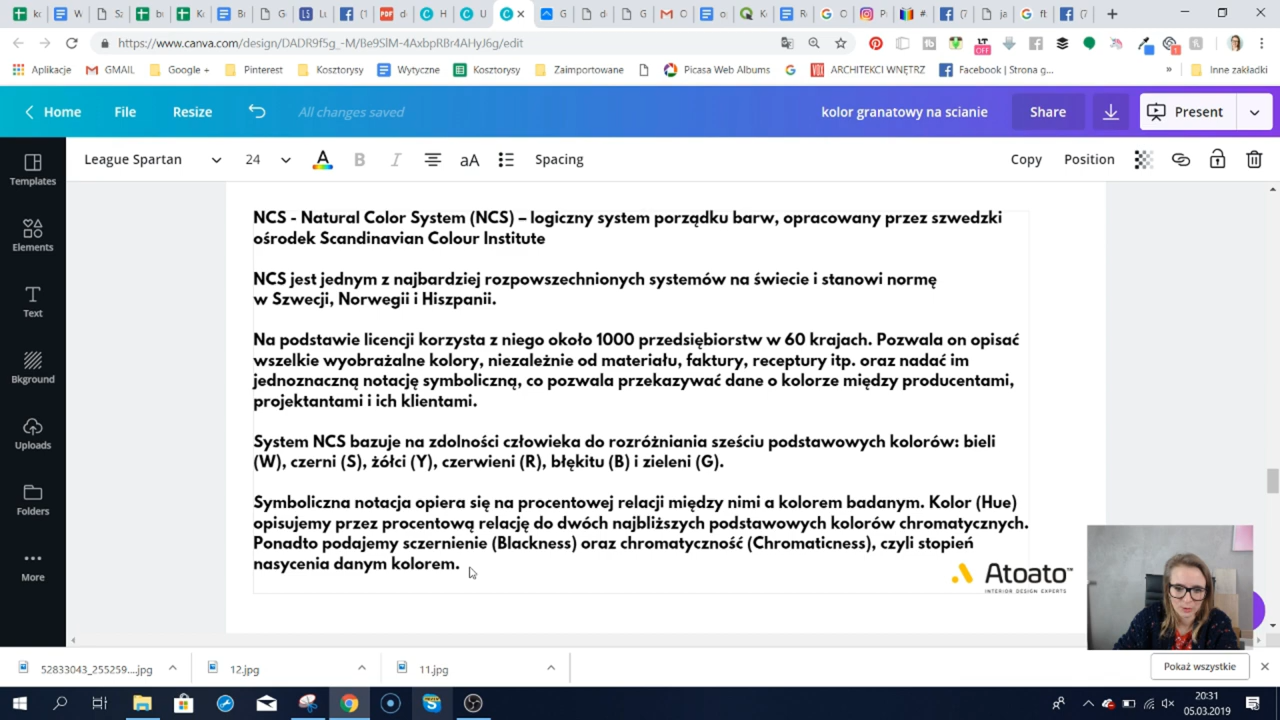 https://www.canva.com/design/DADR9f5g_-M/Be9SlM-4AxbpRBr4AHyJ6g/edit
Aplikacje GMAIL Google + Pinterest Kosztorysy Wytyczne Kosztorysy Zaimportowane Picasa Web Albums ARCHITEKCI WNĘTRZ Facebook | Strona g... » Inne zakładki
Home File Resize All changes saved kolor granatowy na scianie Share Present
League Spartan 24 A B I aA Spacing Copy Position
Templates
Elements
Text
Bkground
Uploads
Folders
More
NCS - Natural Color System (NCS) – logiczny system porządku barw, opracowany przez szwedzki
ośrodek Scandinavian Colour Institute
NCS jest jednym z najbardziej rozpowszechnionych systemów na świecie i stanowi normę
w Szwecji, Norwegii i Hiszpanii.
Na podstawie licencji korzysta z niego około 1000 przedsiębiorstw w 60 krajach. Pozwala on opisać
wszelkie wyobrażalne kolory, niezależnie od materiału, faktury, receptury itp. oraz nadać im
jednoznaczną notację symboliczną, co pozwala przekazywać dane o kolorze między producentami,
projektantami i ich klientami.
System NCS bazuje na zdolności człowieka do rozróżniania sześciu podstawowych kolorów: bieli
(W), czerni (S), żółci (Y), czerwieni (R), błękitu (B) i zieleni (G).
Symboliczna notacja opiera się na procentowej relacji między nimi a kolorem badanym. Kolor (Hue)
opisujemy przez procentową relację do dwóch najbliższych podstawowych kolorów chromatycznych.
Ponadto podajemy sczernienie (Blackness) oraz chromatyczność (Chromaticness), czyli stopień
nasycenia danym kolorem.
Atoato™
INTERIOR DESIGN EXPERTS
52833043_255259....jpg 12.jpg 11.jpg Pokaż wszystkie
20:31
05.03.2019